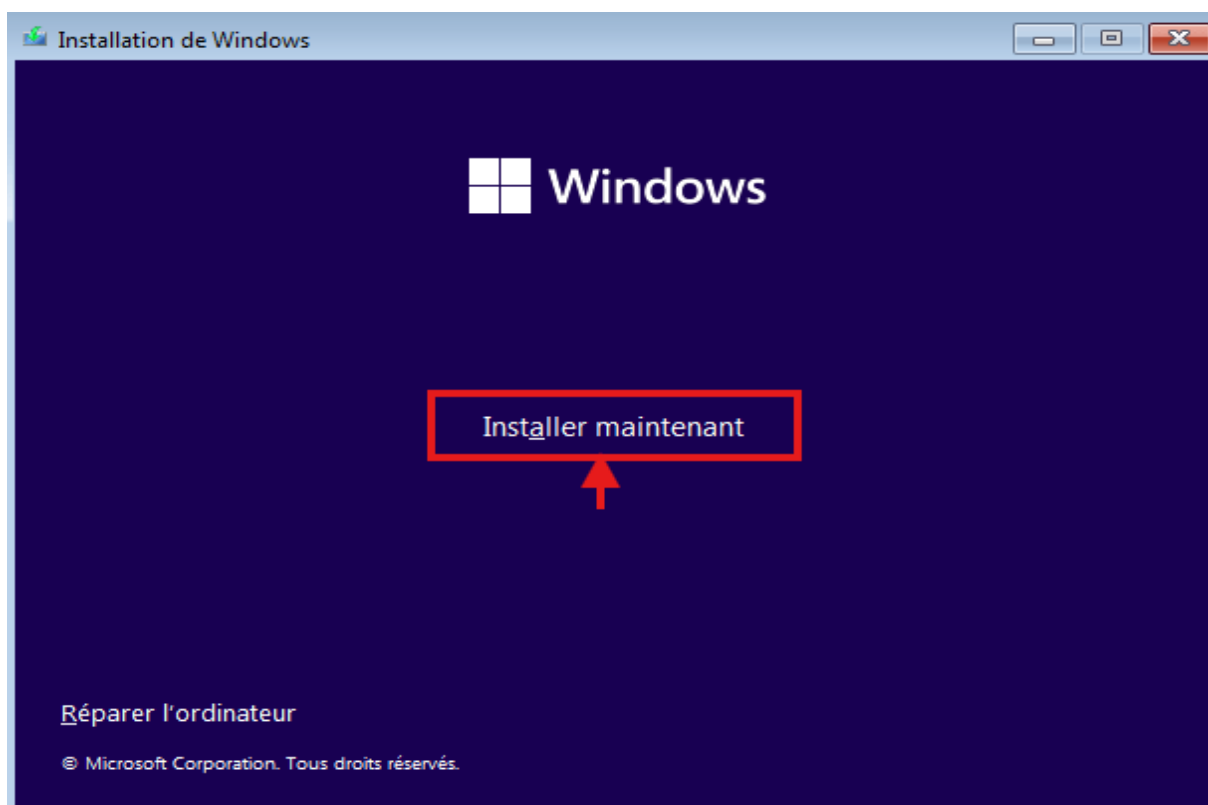 Installation de Windows
Windows
Installer maintenant
Réparer l'ordinateur
© Microsoft Corporation. Tous droits réservés.